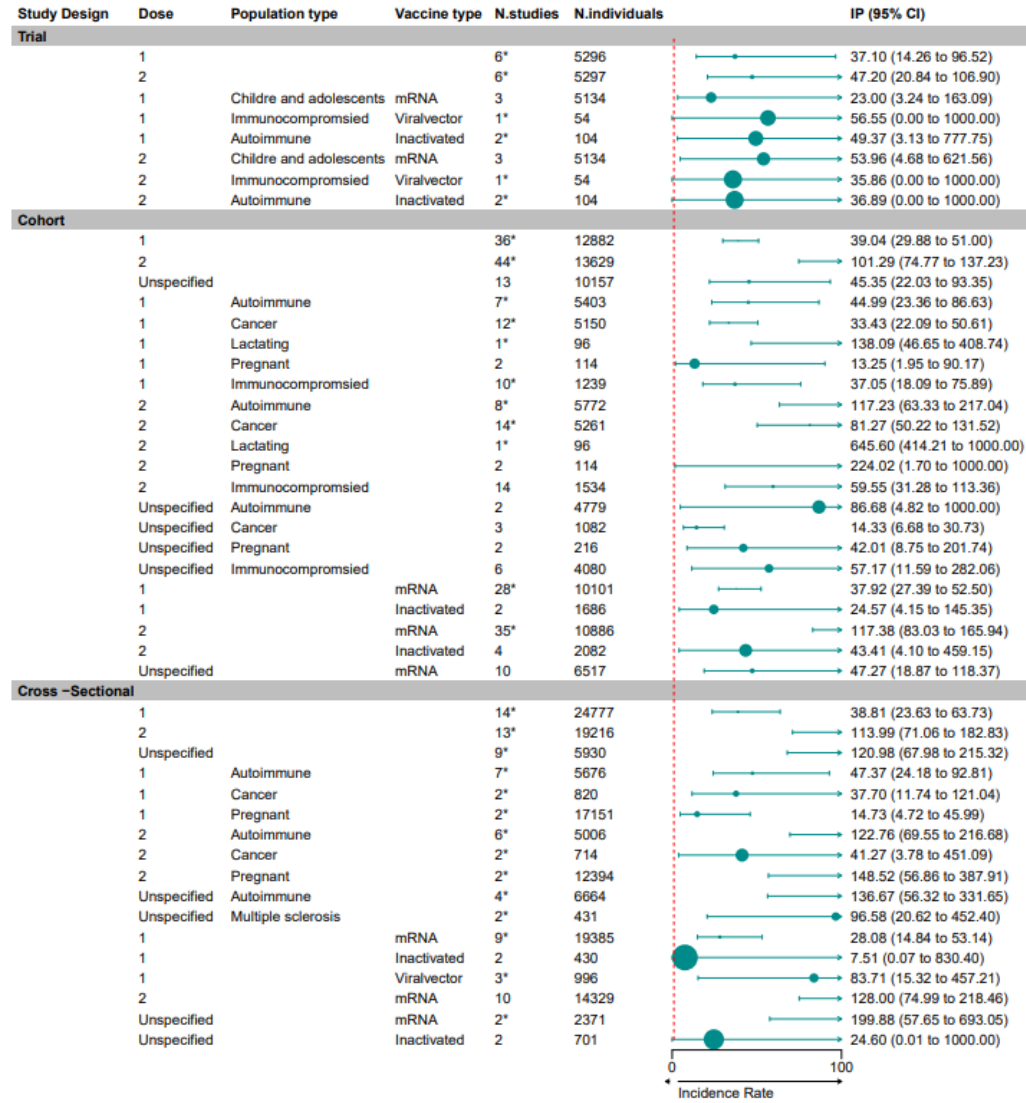 Study Design Dose Population type Vaccine type N.studies N.individuals IP (95% CI)
Trial
1 6* 5296 37.10 (14.26 to 96.52)
2 6* 5297 47.20 (20.84 to 106.90)
1 Childre and adolescents mRNA 3 5134 23.00 (3.24 to 163.09)
1 Immunocompromsied Viralvector 1* 54 56.55 (0.00 to 1000.00)
1 Autoimmune Inactivated 2* 104 49.37 (3.13 to 777.75)
2 Childre and adolescents mRNA 3 5134 53.96 (4.68 to 621.56)
2 Immunocompromsied Viralvector 1* 54 35.86 (0.00 to 1000.00)
2 Autoimmune Inactivated 2* 104 36.89 (0.00 to 1000.00)
Cohort
1 36* 12882 39.04 (29.88 to 51.00)
2 44* 13629 101.29 (74.77 to 137.23)
Unspecified 13 10157 45.35 (22.03 to 93.35)
1 Autoimmune 7* 5403 44.99 (23.36 to 86.63)
1 Cancer 12* 5150 33.43 (22.09 to 50.61)
1 Lactating 1* 96 138.09 (46.65 to 408.74)
1 Pregnant 2 114 13.25 (1.95 to 90.17)
1 Immunocompromsied 10* 1239 37.05 (18.09 to 75.89)
2 Autoimmune 8* 5772 117.23 (63.33 to 217.04)
2 Cancer 14* 5261 81.27 (50.22 to 131.52)
2 Lactating 1* 96 645.60 (414.21 to 1000.00)
2 Pregnant 2 114 224.02 (1.70 to 1000.00)
2 Immunocompromsied 14 1534 59.55 (31.28 to 113.36)
Unspecified Autoimmune 2 4779 86.68 (4.82 to 1000.00)
Unspecified Cancer 3 1082 14.33 (6.68 to 30.73)
Unspecified Pregnant 2 216 42.01 (8.75 to 201.74)
Unspecified Immunocompromsied 6 4080 57.17 (11.59 to 282.06)
1 mRNA 28* 10101 37.92 (27.39 to 52.50)
1 Inactivated 2 1686 24.57 (4.15 to 145.35)
2 mRNA 35* 10886 117.38 (83.03 to 165.94)
2 Inactivated 4 2082 43.41 (4.10 to 459.15)
Unspecified mRNA 10 6517 47.27 (18.87 to 118.37)
Cross −Sectional
1 14* 24777 38.81 (23.63 to 63.73)
2 13* 19216 113.99 (71.06 to 182.83)
Unspecified 9* 5930 120.98 (67.98 to 215.32)
1 Autoimmune 7* 5676 47.37 (24.18 to 92.81)
1 Cancer 2* 820 37.70 (11.74 to 121.04)
1 Pregnant 2* 17151 14.73 (4.72 to 45.99)
2 Autoimmune 6* 5006 122.76 (69.55 to 216.68)
2 Cancer 2* 714 41.27 (3.78 to 451.09)
2 Pregnant 2* 12394 148.52 (56.86 to 387.91)
Unspecified Autoimmune 4* 6664 136.67 (56.32 to 331.65)
Unspecified Multiple sclerosis 2* 431 96.58 (20.62 to 452.40)
1 mRNA 9* 19385 28.08 (14.84 to 53.14)
1 Inactivated 2 430 7.51 (0.07 to 830.40)
1 Viralvector 3* 996 83.71 (15.32 to 457.21)
2 mRNA 10 14329 128.00 (74.99 to 218.46)
Unspecified mRNA 2* 2371 199.88 (57.65 to 693.05)
Unspecified Inactivated 2 701 24.60 (0.01 to 1000.00)
0 100
Incidence Rate